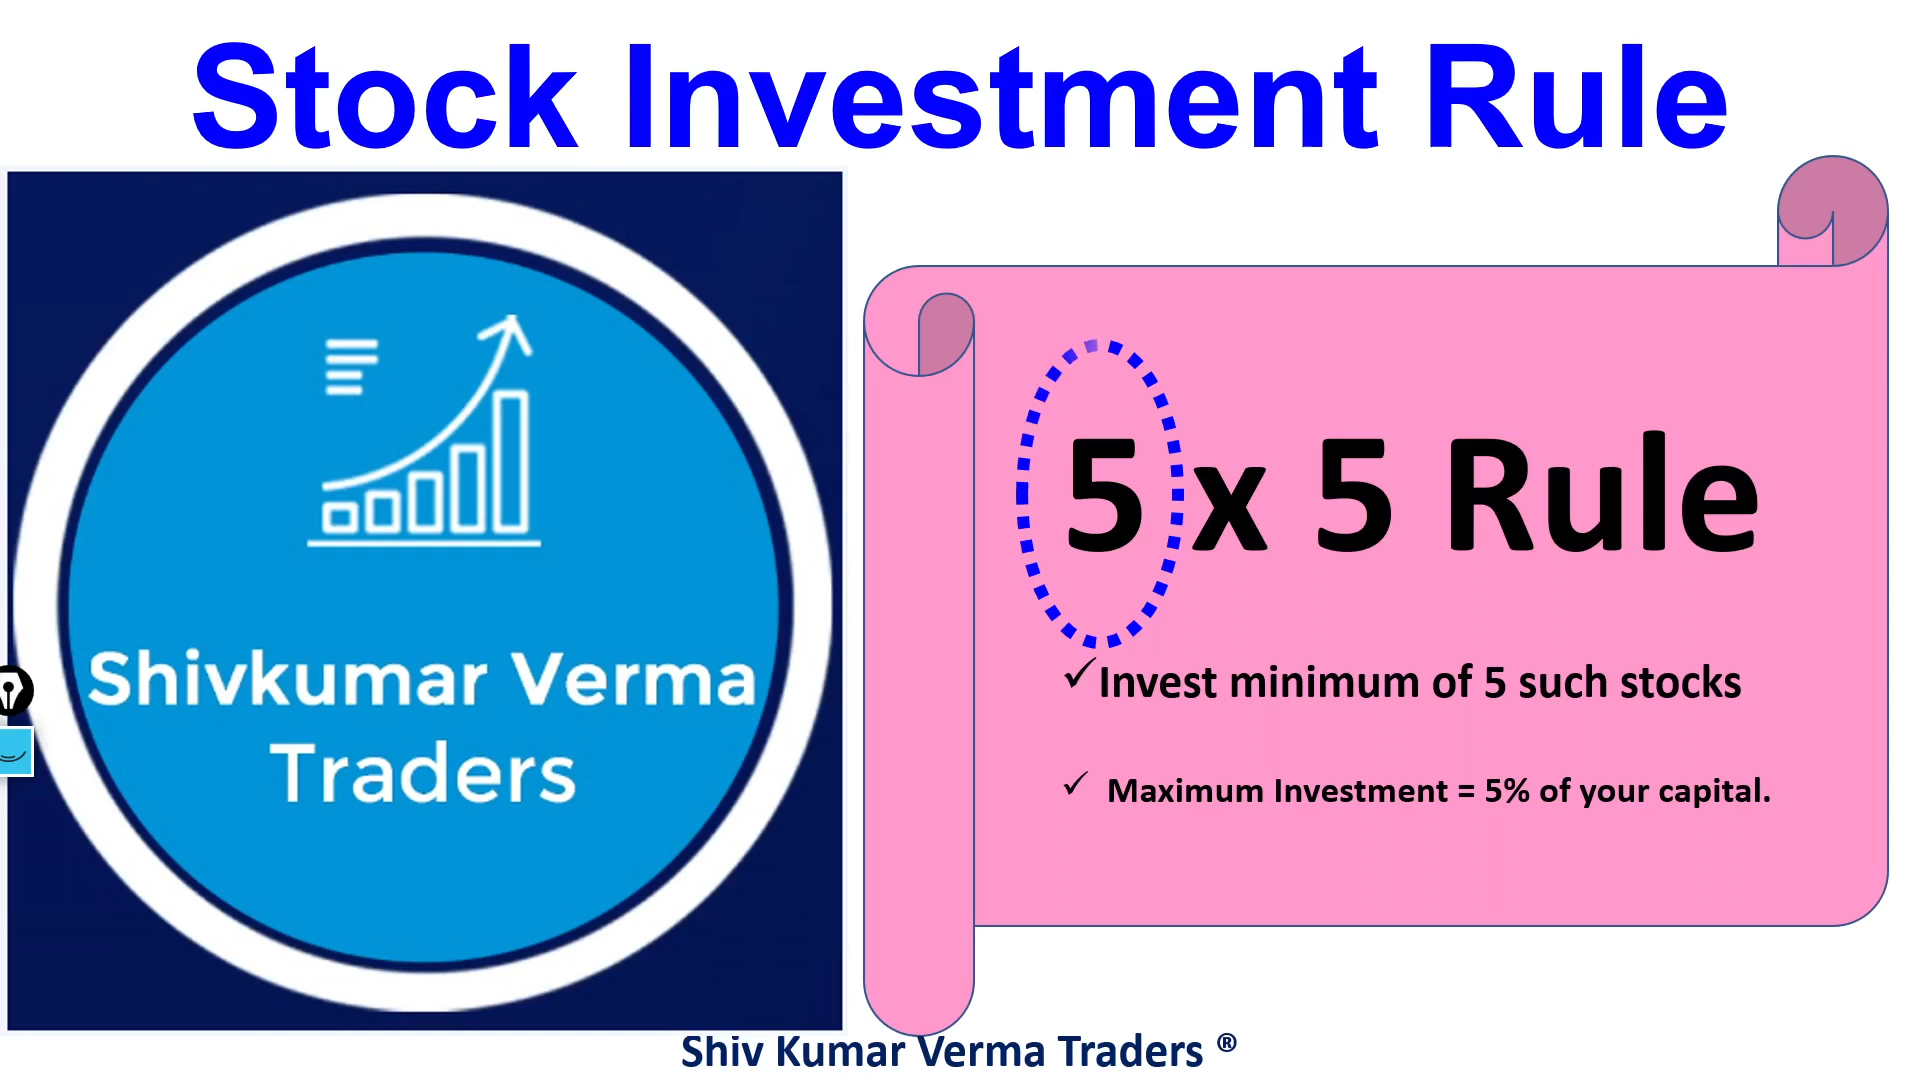 Stock Investment Rule
Shivkumar Verma
Traders
5 x 5 Rule
✓Invest minimum of 5 such stocks
✓ Maximum Investment = 5% of your capital.
Shiv Kumar Verma Traders ®